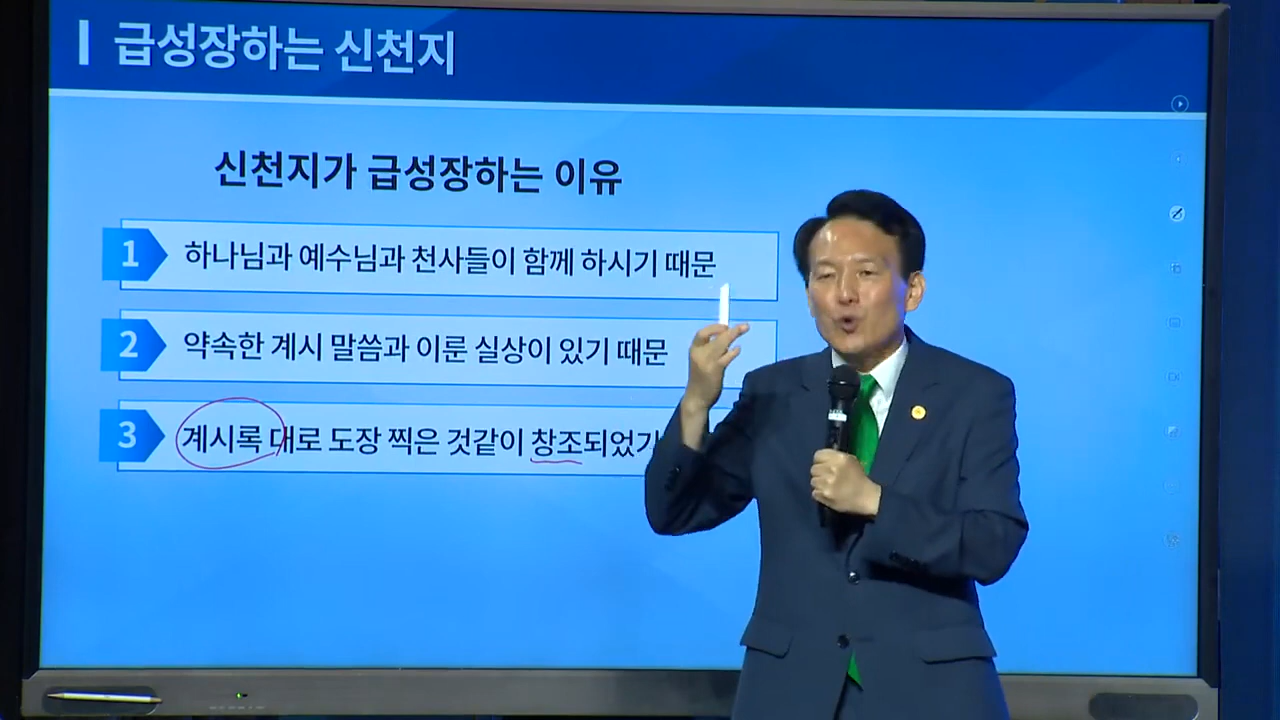 급성장하는 신천지
신천지가 급성장하는 이유
1 하나님과 예수님과 천사들이 함께 하시기 때문
2 약속한 계시 말씀과 이룬 실상이 있기 때문
3 계시록 대로 도장 찍은 것같이 창조되었기